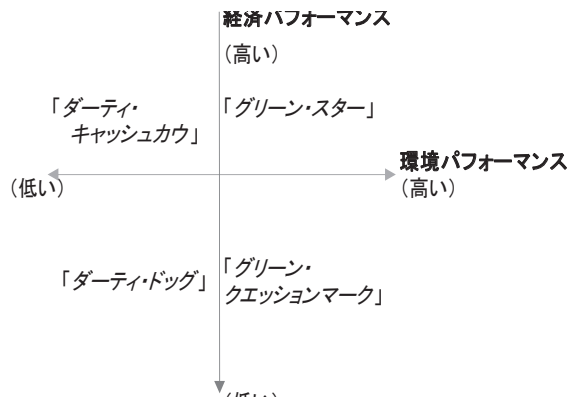 経済パフォーマンス
（高い）
「ダーティ・
キャッシュカウ」
「グリーン・スター」
環境パフォーマンス
（低い）
（高い）
「ダーティ・ドッグ」
「グリーン・
クエッションマーク」
（低い）